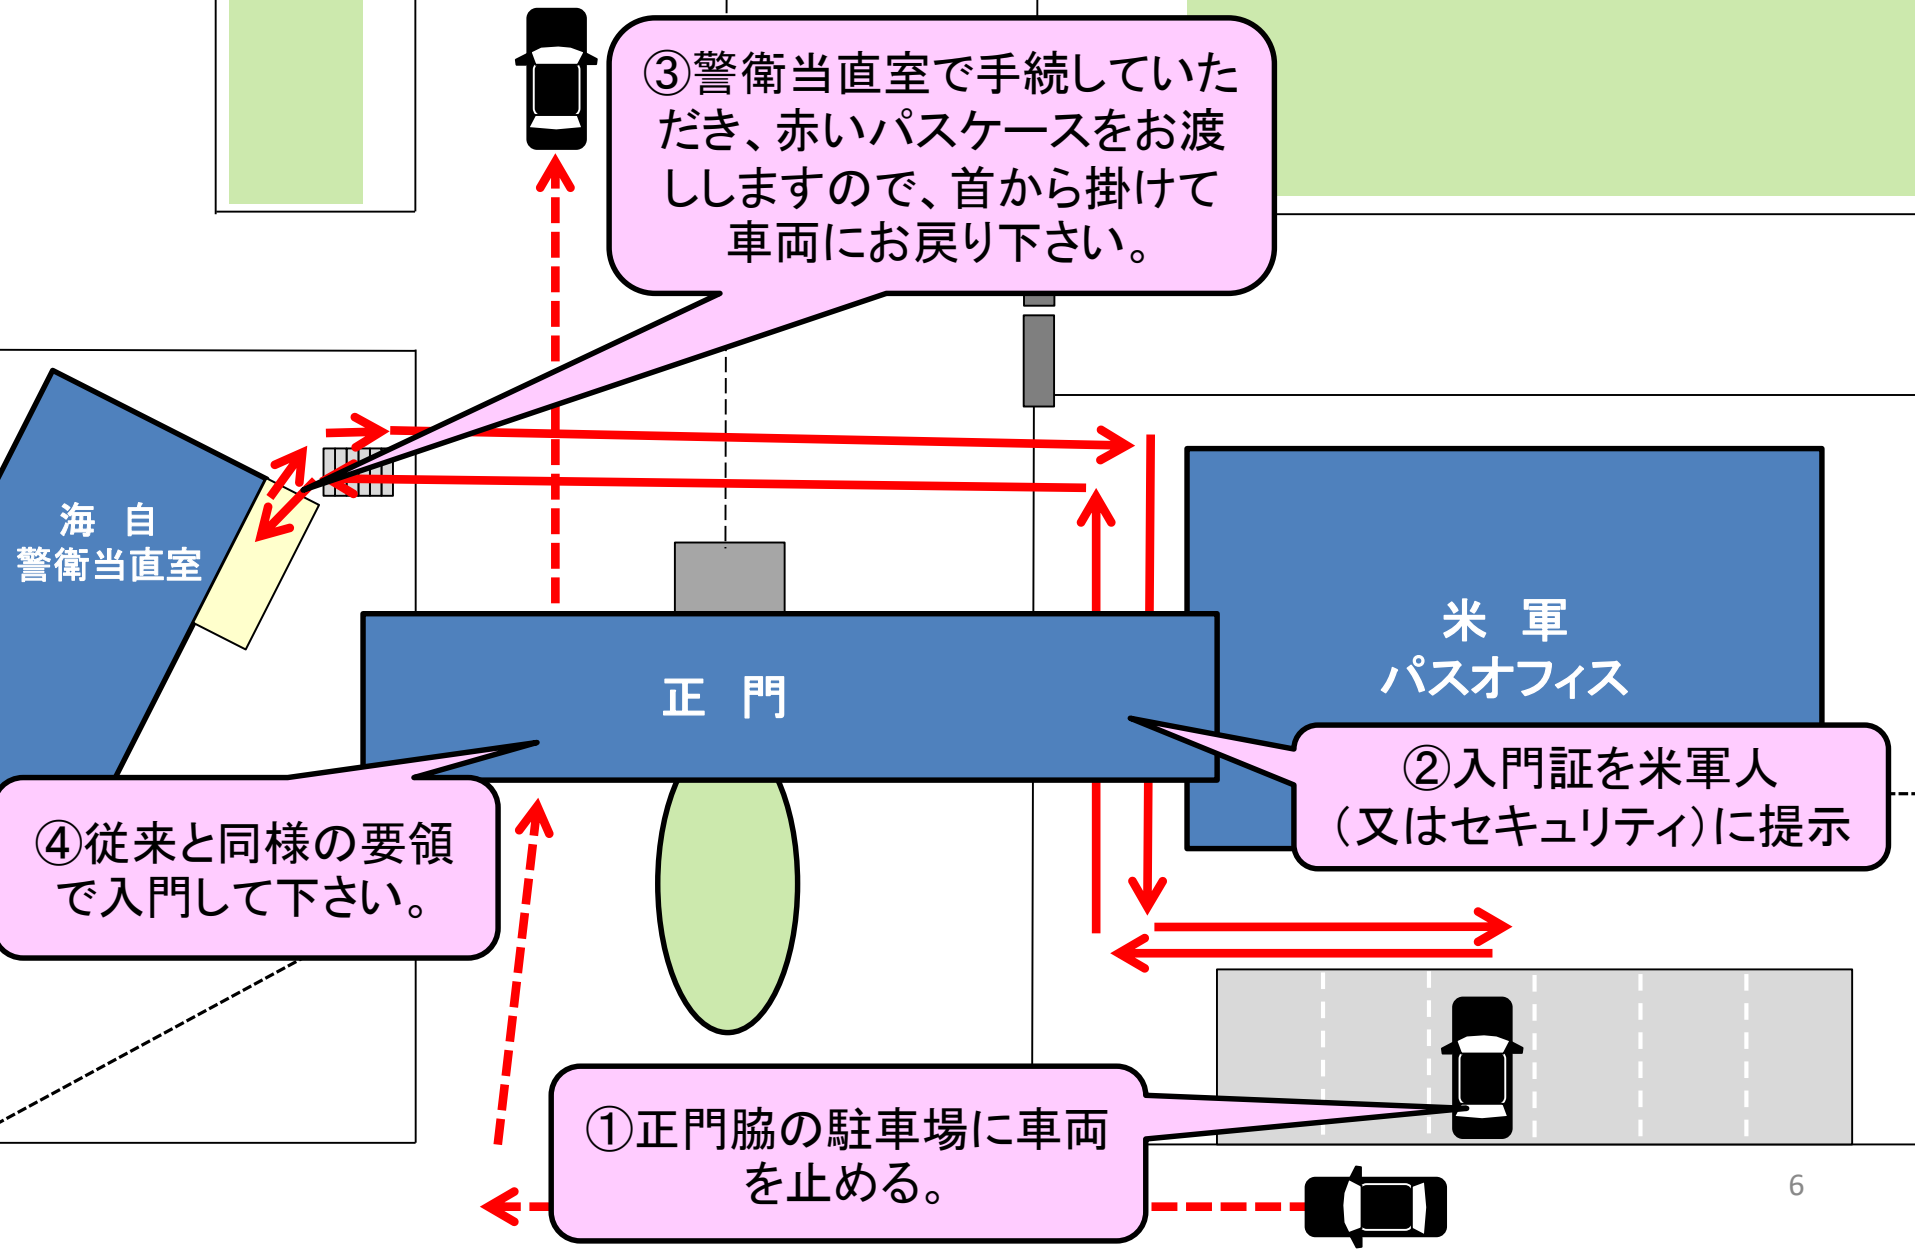 ③警衛当直室で手続していた
だき、赤いパスケースをお渡
ししますので、首から掛けて
車両にお戻り下さい。
海 自
警衛当直室
米 軍
パスオフィス
正 門
②入門証を米軍人
（又はセキュリティ）に提示
④従来と同様の要領
で入門して下さい。
①正門脇の駐車場に車両
を止める。
6